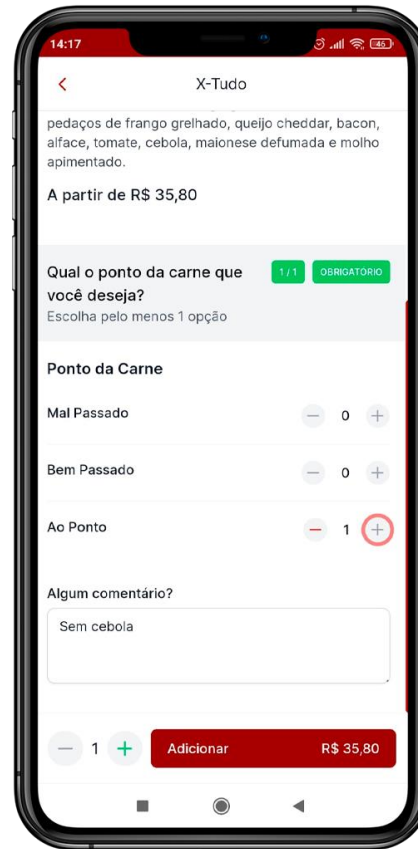 14:17
46
X-Tudo
pedaços de frango grelhado, queijo cheddar, bacon,
alface, tomate, cebola, maionese defumada e molho
apimentado.
A partir de R$ 35,80
Qual o ponto da carne que
você deseja?
1 / 1
OBRIGATÓRIO
Escolha pelo menos 1 opção
Ponto da Carne
Mal Passado
— 0 +
Bem Passado
— 0 +
Ao Ponto
— 1 +
Algum comentário?
Sem cebola
— 1 +
Adicionar R$ 35,80